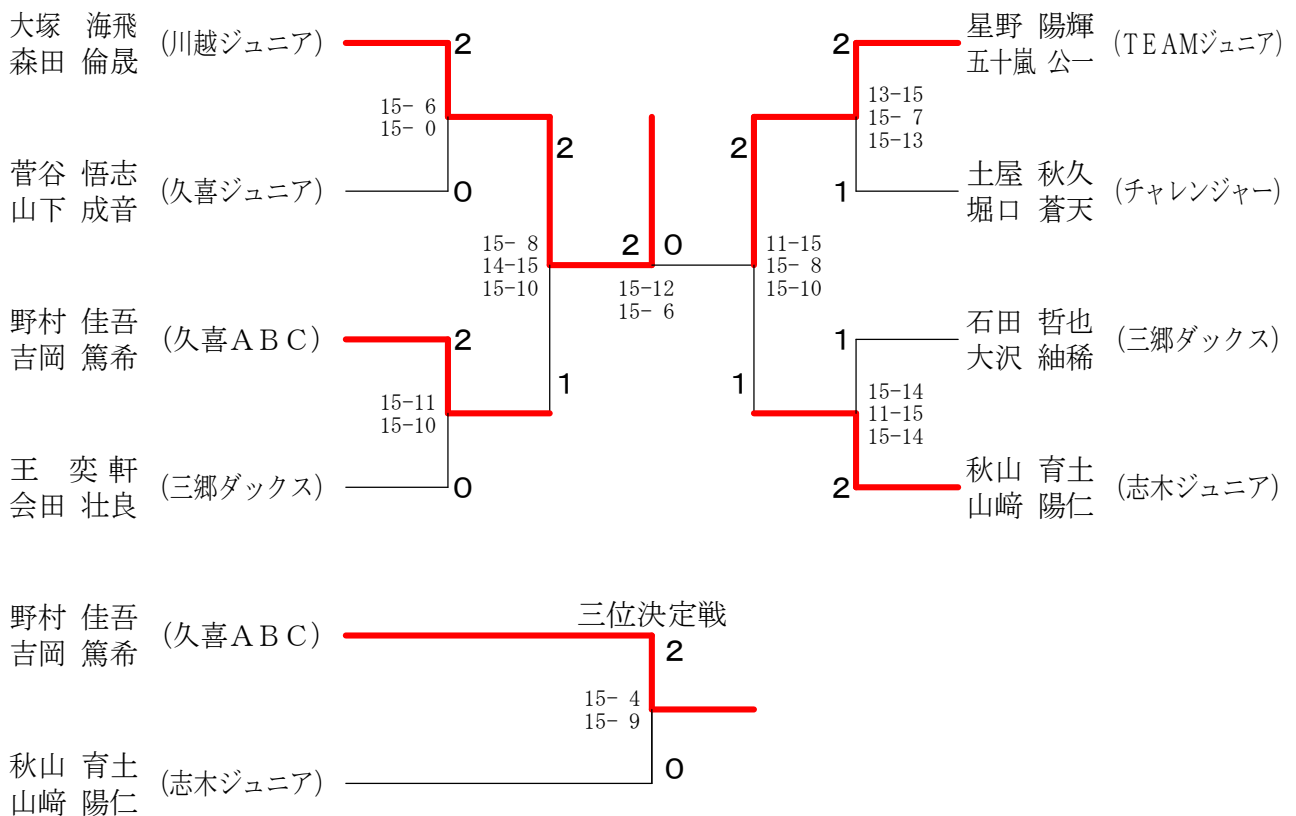 大塚 海飛
森田 倫晟
(川越ジュニア)
2
15- 6
15- 0
菅谷 悟志
山下 成音
(久喜ジュニア)
0
2
15- 8
14-15
15-10
野村 佳吾
吉岡 篤希
(久喜ABC)
2
15-11
15-10
1
王 奕軒
会田 壮良
(三郷ダックス)
0
2 0
15-12
15- 6
星野 陽輝
五十嵐 公一
(TEAMジュニア)
2
13-15
15- 7
15-13
土屋 秋久
堀口 蒼天
(チャレンジャー)
1
2
11-15
15- 8
15-10
石田 哲也
大沢 紬稀
(三郷ダックス)
1
15-14
11-15
15-14
1
秋山 育土
山﨑 陽仁
(志木ジュニア)
2
三位決定戦
野村 佳吾
吉岡 篤希
(久喜ABC)
2
15- 4
15- 9
秋山 育土
山﨑 陽仁
(志木ジュニア)
0